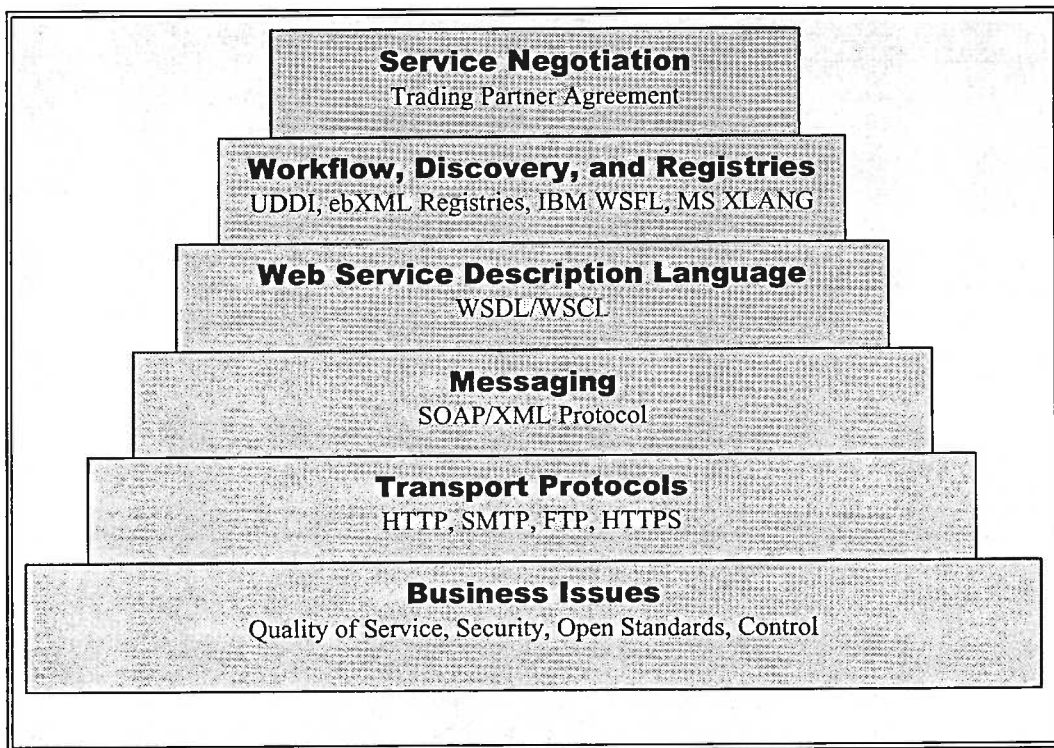 Service Negotiation
Trading Partner Agreement
Workflow, Discovery, and Registries
UDDI, ebXML Registries, IBM WSFL, MS XLANG
Web Service Description Language
WSDL/WSCL
Messaging
SOAP/XML Protocol
Transport Protocols
HTTP, SMTP, FTP, HTTPS
Business Issues
Quality of Service, Security, Open Standards, Control